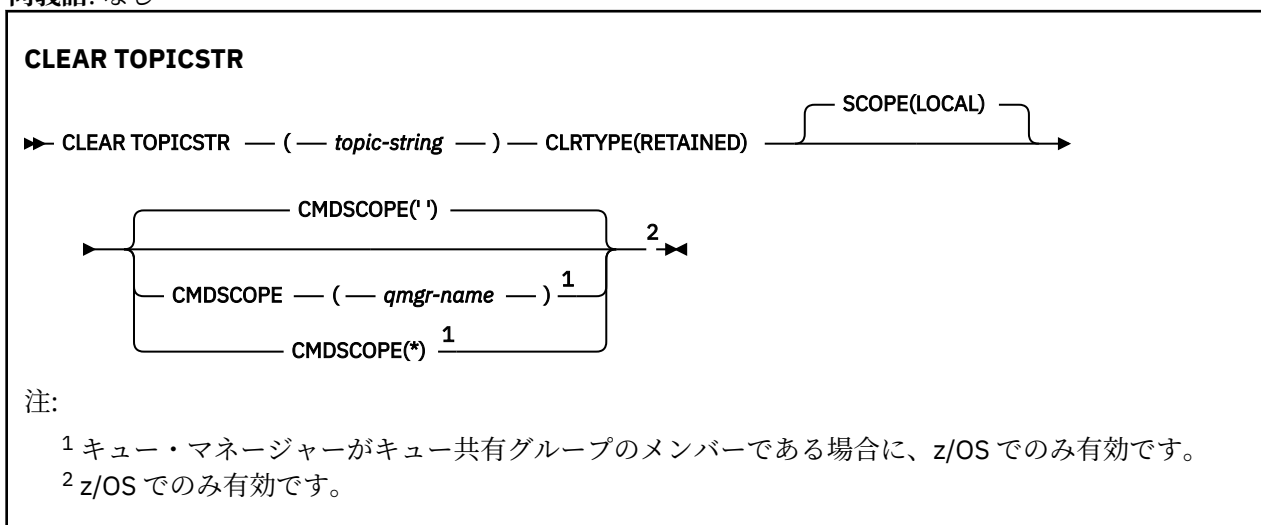 同義語: なし
CLEAR TOPICSTR
SCOPE(LOCAL)
CLEAR TOPICSTR ( topic-string ) CLRTYPE(RETAINED)
CMDSCOPE(' ')
2
CMDSCOPE ( qmgr-name ) 1
CMDSCOPE(*) 1
注:
1 キュー・マネージャーがキュー共有グループのメンバーである場合に、z/OS でのみ有効です。
2 z/OS でのみ有効です。